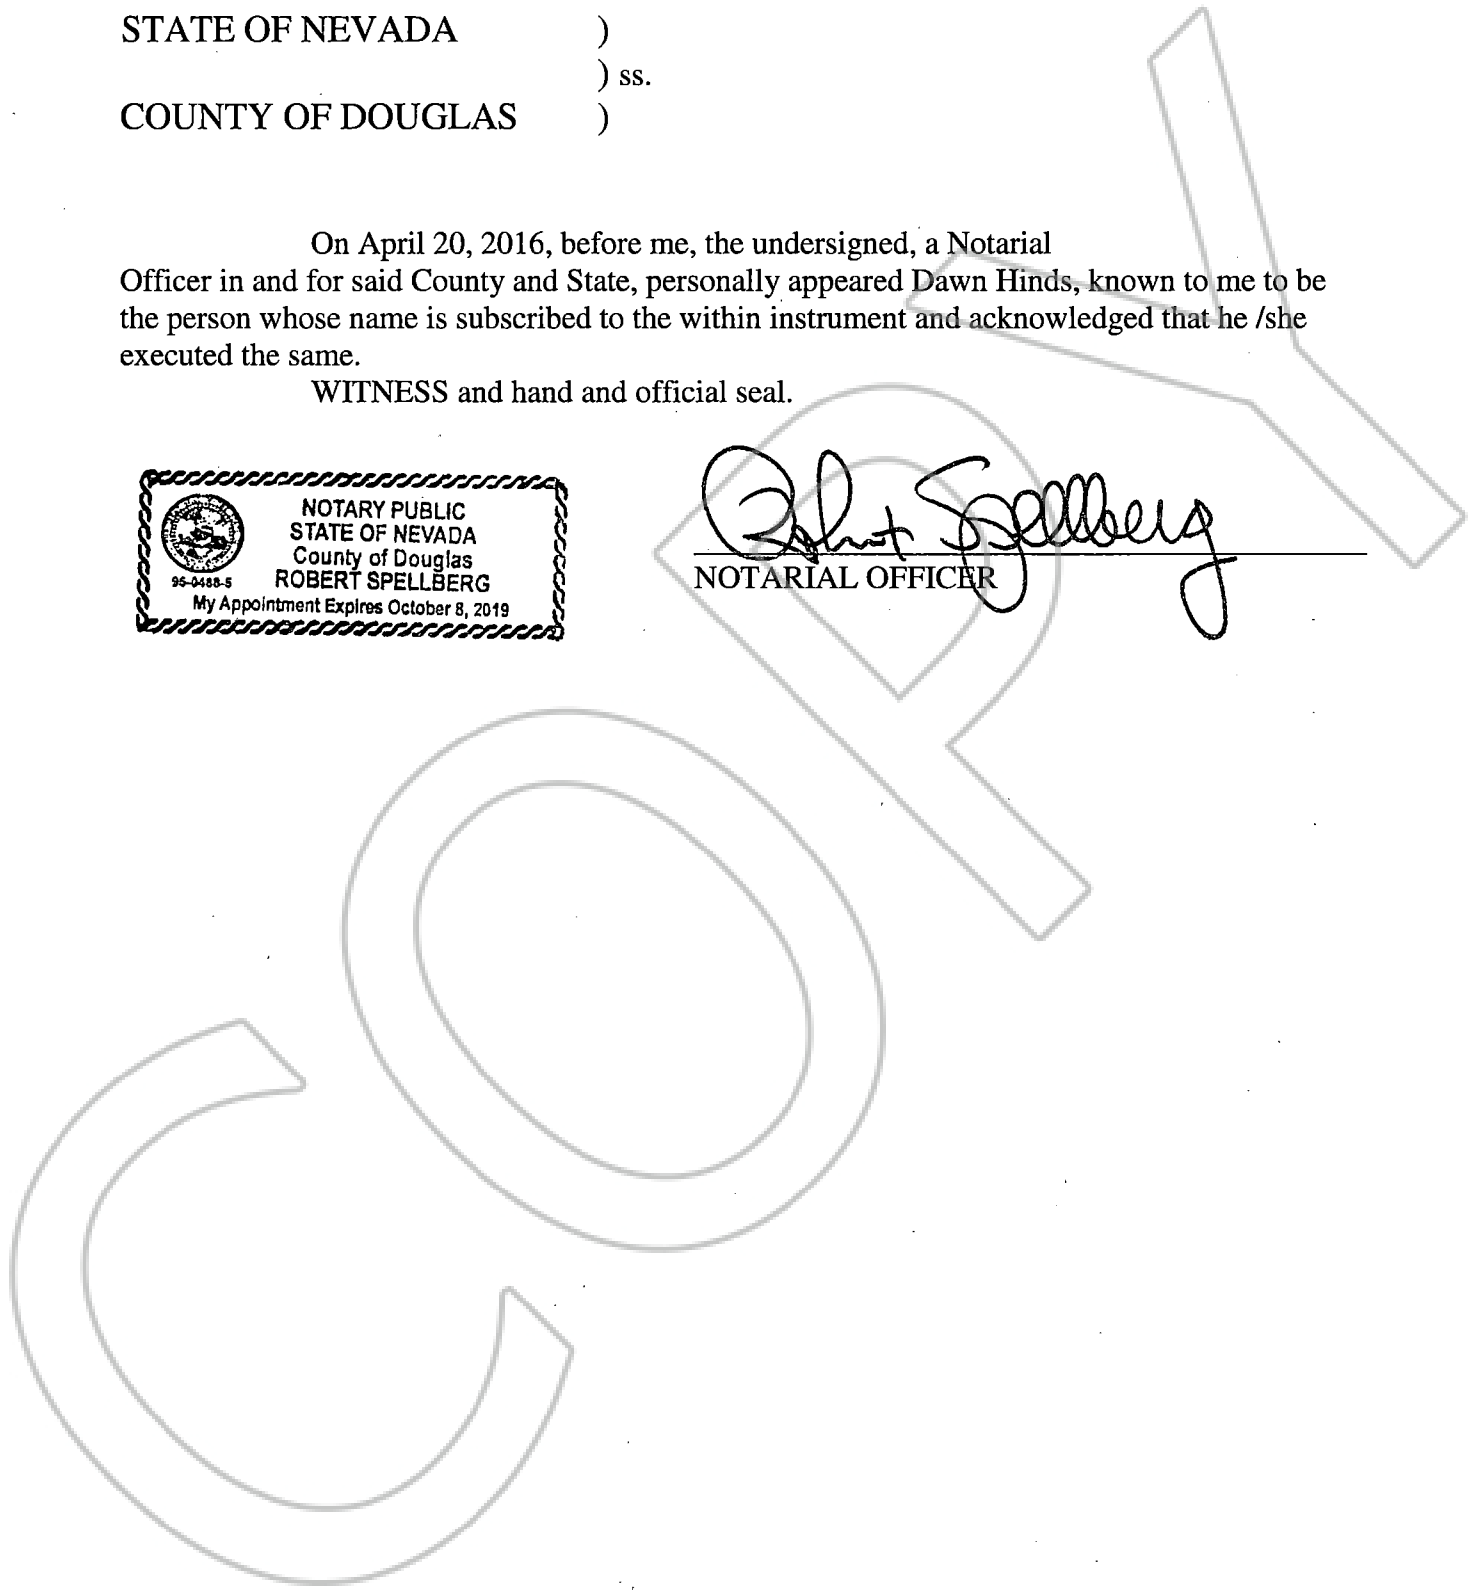 STATE OF NEVADA )
) ss.
COUNTY OF DOUGLAS )
On April 20, 2016, before me, the undersigned, a Notarial
Officer in and for said County and State, personally appeared Dawn Hinds, known to me to be
the person whose name is subscribed to the within instrument and acknowledged that he /she
executed the same.
WITNESS and hand and official seal.
NOTARY PUBLIC
STATE OF NEVADA
County of Douglas
95-0488-5 ROBERT SPELLBERG
My Appointment Expires October 8, 2019
Robert Spellberg
NOTARIAL OFFICER
COPY